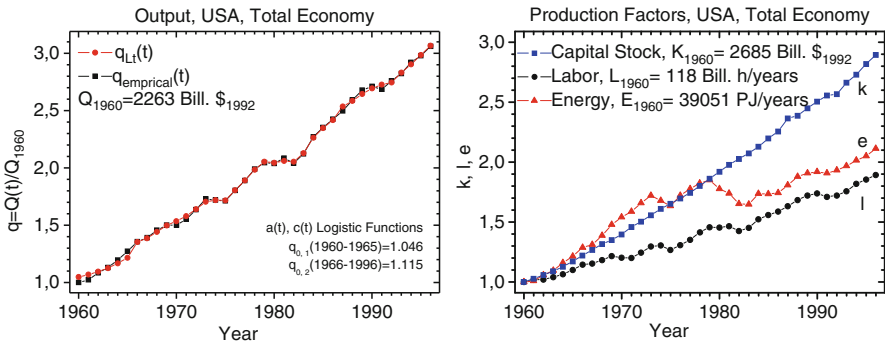 Output, USA, Total Economy
q=Q(t)/Q1960
3,0
2,5
2,0
1,5
1,0
qLt(t)
qemprical(t)
Q1960=2263 Bill. $1992
a(t), c(t) Logistic Functions
q0, 1(1960-1965)=1.046
q0, 2(1966-1996)=1.115
1960 1970 1980 1990
Year
Production Factors, USA, Total Economy
k, l, e
3,0
2,5
2,0
1,5
1,0
Capital Stock, K1960= 2685 Bill. $1992
Labor, L1960= 118 Bill. h/years
Energy, E1960= 39051 PJ/years
k
e
l
1960 1970 1980 1990
Year